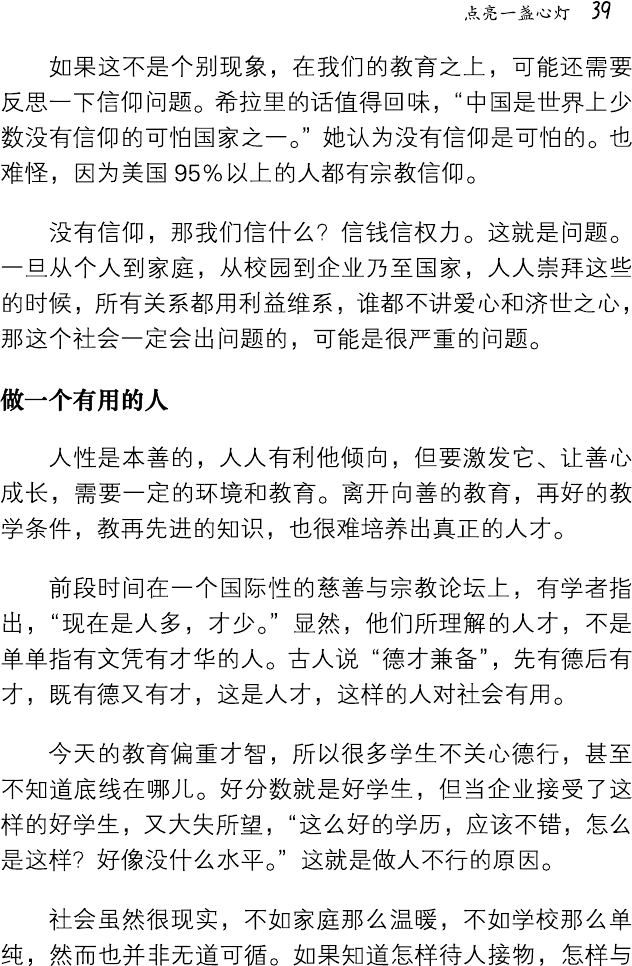 点亮一盏心灯 39
如果这不是个别现象，在我们的教育之上，可能还需要
反思一下信仰问题。希拉里的话值得回味，“中国是世界上少
数没有信仰的可怕国家之一。”她认为没有信仰是可怕的。也
难怪，因为美国 95%以上的人都有宗教信仰。
没有信仰，那我们信什么？信钱信权力。这就是问题。
一旦从个人到家庭，从校园到企业乃至国家，人人崇拜这些
的时候，所有关系都用利益维系，谁都不讲爱心和济世之心，
那这个社会一定会出问题的，可能是很严重的问题。
做一个有用的人
人性是本善的，人人有利他倾向，但要激发它、让善心
成长，需要一定的环境和教育。离开向善的教育，再好的教
学条件，教再先进的知识，也很难培养出真正的人才。
前段时间在一个国际性的慈善与宗教论坛上，有学者指
出，“现在是人多，才少。”显然，他们所理解的人才，不是
单单指有文凭有才华的人。古人说“德才兼备”，先有德后有
才，既有德又有才，这是人才，这样的人对社会有用。
今天的教育偏重才智，所以很多学生不关心德行，甚至
不知道底线在哪儿。好分数就是好学生，但当企业接受了这
样的好学生，又大失所望，“这么好的学历，应该不错，怎么
是这样？好像没什么水平。”这就是做人不行的原因。
社会虽然很现实，不如家庭那么温暖，不如学校那么单
纯，然而也并非无道可循。如果知道怎样待人接物，怎样与